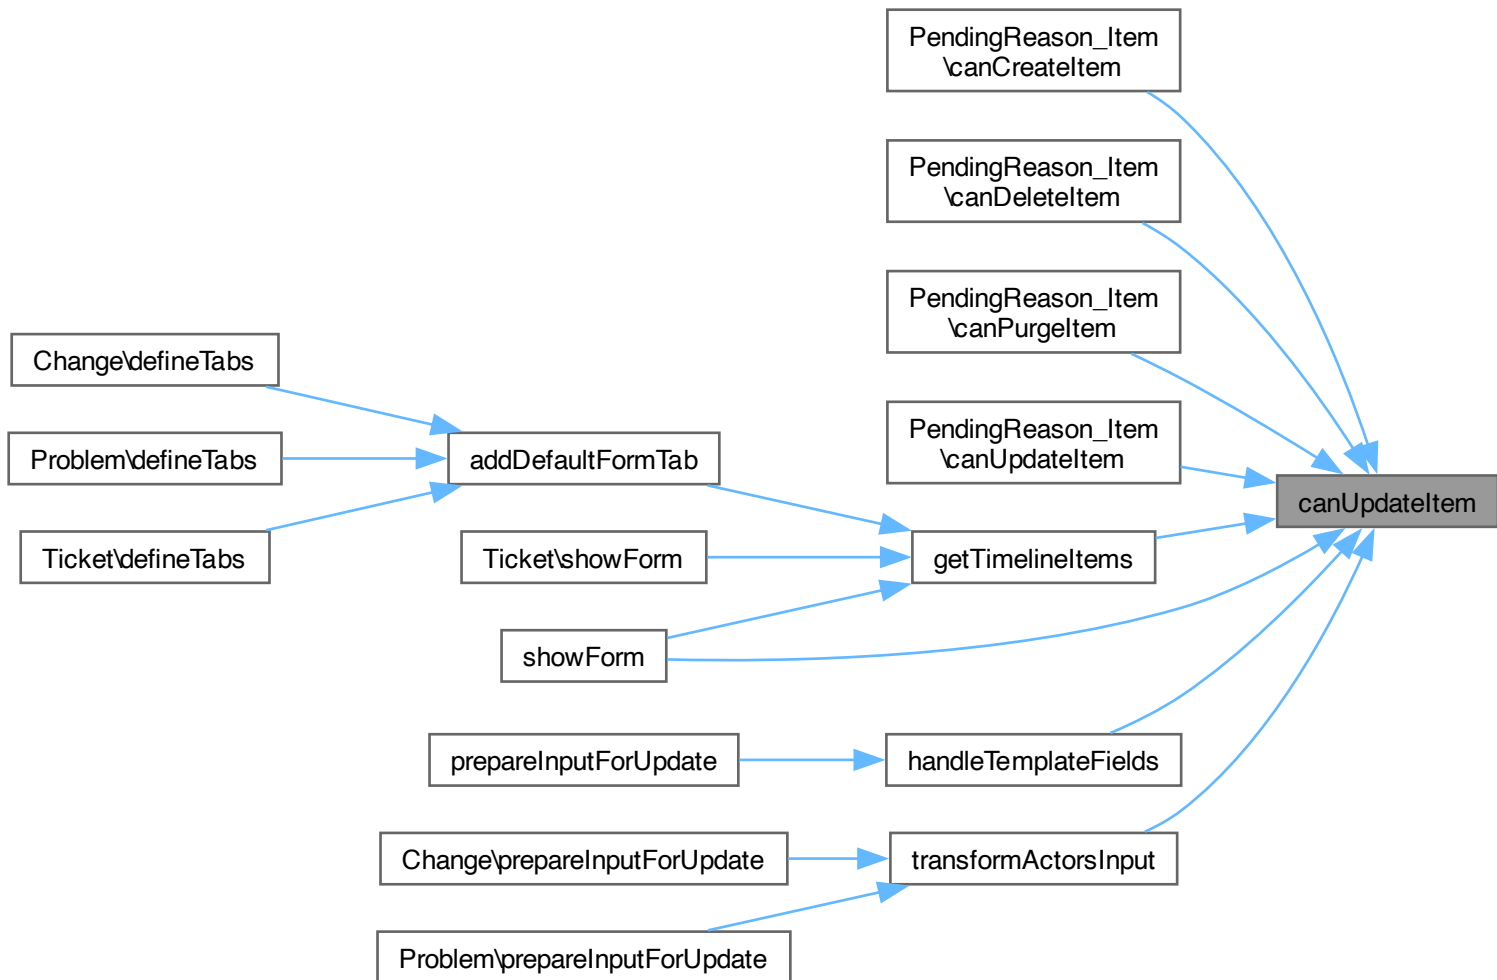 PendingReason_Item
\canCreateItem
PendingReason_Item
\canDeleteItem
PendingReason_Item
\canPurgeItem
Change\defineTabs
PendingReason_Item
\canUpdateItem
Problem\defineTabs
addDefaultFormTab
canUpdateItem
Ticket\defineTabs
Ticket\showForm
getTimelineItems
showForm
prepareInputForUpdate
handleTemplateFields
Change\prepareInputForUpdate
transformActorsInput
Problem\prepareInputForUpdate